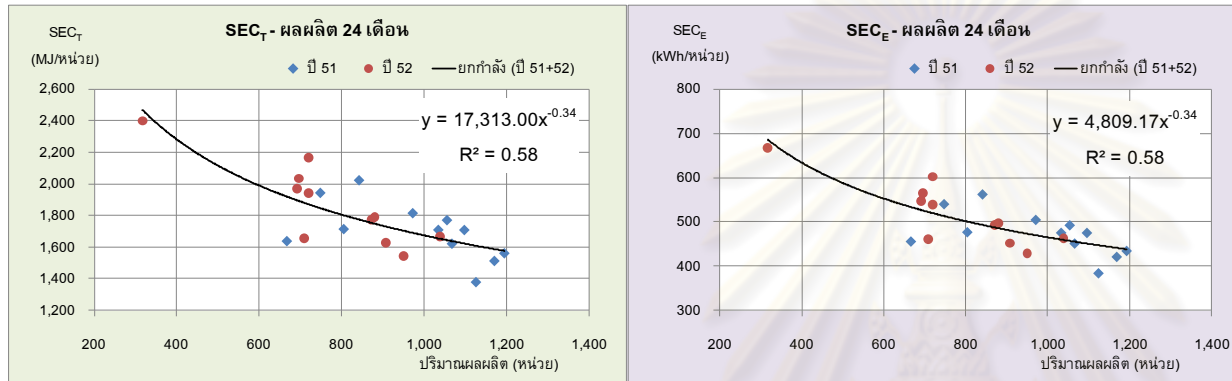 SEC_T
(MJ/หน่วย)
SEC_T - ผลผลิต 24 เดือน
ปี 51 ปี 52 ยกกำลัง (ปี 51+52)
2,600
2,400
2,200
2,000
1,800
1,600
1,400
1,200
y = 17,313.00x^-0.34
R² = 0.58
200 400 600 800 1,000 1,200 1,400
ปริมาณผลผลิต (หน่วย)
SEC_E
(kWh/หน่วย)
SEC_E - ผลผลิต 24 เดือน
ปี 51 ปี 52 ยกกำลัง (ปี 51+52)
800
700
600
500
400
300
y = 4,809.17x^-0.34
R² = 0.58
200 400 600 800 1,000 1,200 1,400
ปริมาณผลผลิต (หน่วย)